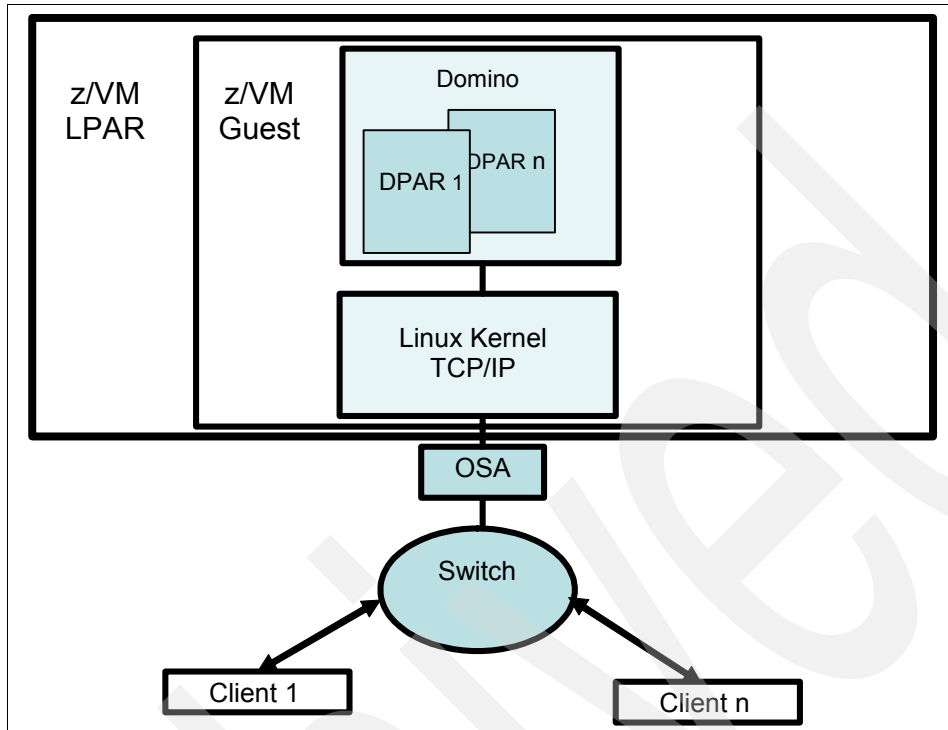 z/VM
LPAR
z/VM
Guest
Domino
DPAR 1
DPAR n
Linux Kernel
TCP/IP
OSA
Switch
Client 1
Client n